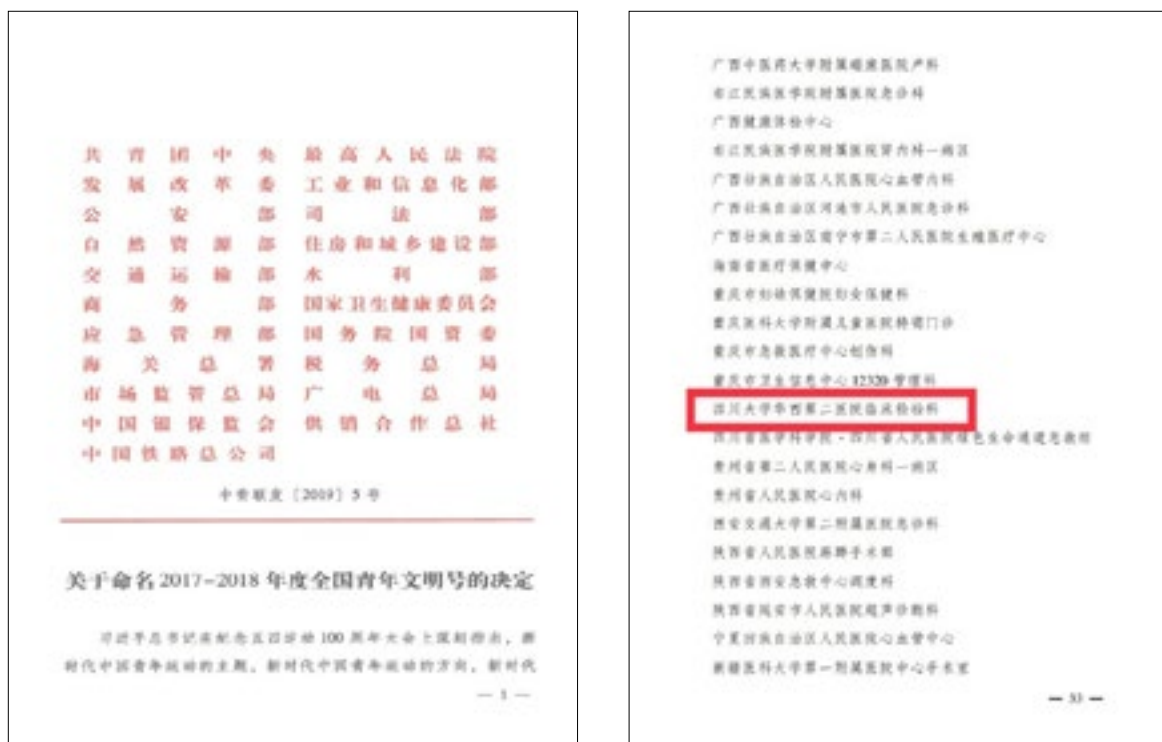 共青团中央 最高人民法院
发展改革委 工业和信息化部
公安部 司法部
自然资源部 住房和城乡建设部
交通运输部 水利部
商务部 国家卫生健康委员会
应急管理部 国务院国资委
海关总署 税务总局
市场监管总局 广电总局
中国银保监会 供销合作总社
中国铁路总公司
中青联发〔2019〕5号
关于命名2017-2018年度全国青年文明号的决定
习近平总书记在纪念五四运动100周年大会上深刻指出,新
时代中国青年运动的主题,新时代中国青年运动的方向,新时代
— 1 —
广西中医药大学附属瑞康医院产科
右江民族医学院附属医院急诊科
广西健康体检中心
右江民族医学院附属医院肾内科一病区
广西壮族自治区人民医院心血管内科
广西壮族自治区河池市人民医院急诊科
广西壮族自治区南宁市第二人民医院生殖医疗中心
海南省医疗保健中心
重庆市妇幼保健院妇女保健科
重庆医科大学附属儿童医院特需门诊
重庆市急救医疗中心创伤科
重庆市卫生信息中心12320管理科
四川大学华西第二医院临床检验科
四川省医学科学院·四川省人民医院绿色生命通道急救部
贵州省第二人民医院心身科一病区
贵州省人民医院心内科
西安交通大学第二附属医院急诊科
陕西省人民医院麻醉手术部
陕西省西安急救中心调度科
陕西省延安市人民医院超声诊断科
宁夏回族自治区人民医院心血管中心
新疆医科大学第一附属医院中心手术室
— 33 —